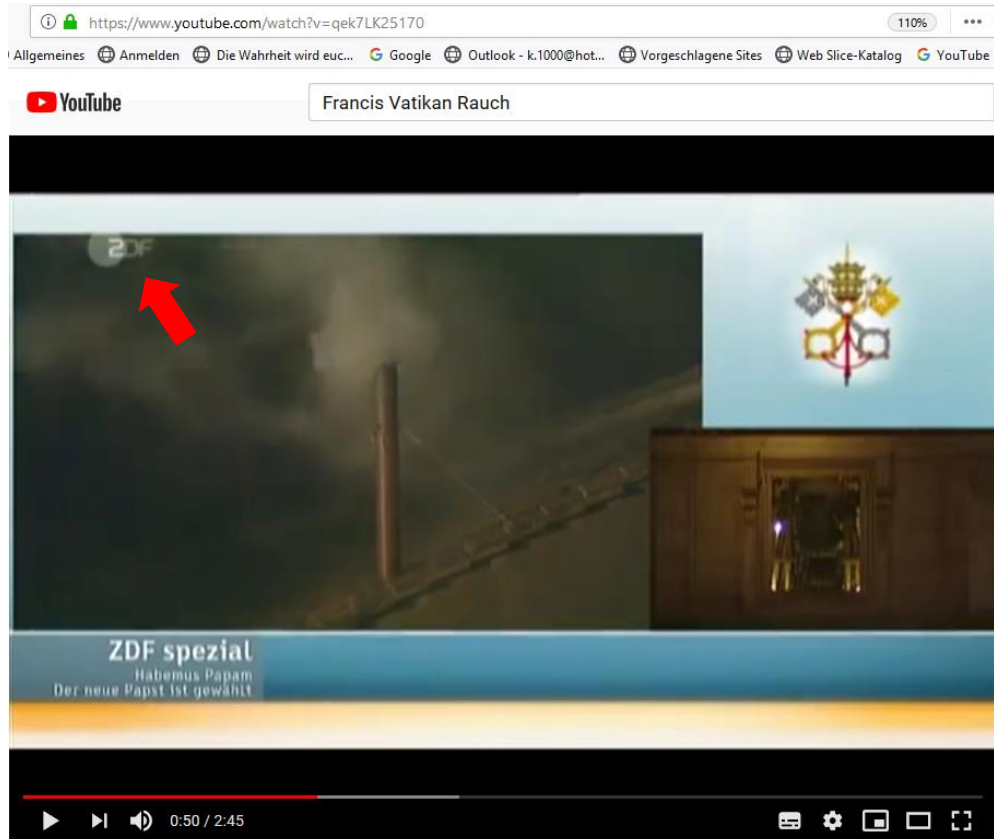 https://www.youtube.com/watch?v=qek7LK25170 110%
Allgemeines Anmelden Die Wahrheit wird euc... Google Outlook - k.1000@hot... Vorgeschlagene Sites Web Slice-Katalog YouTube
YouTube Francis Vatikan Rauch
ZDF
ZDF spezial
Habemus Papam
Der neue Papst ist gewählt
0:50 / 2:45